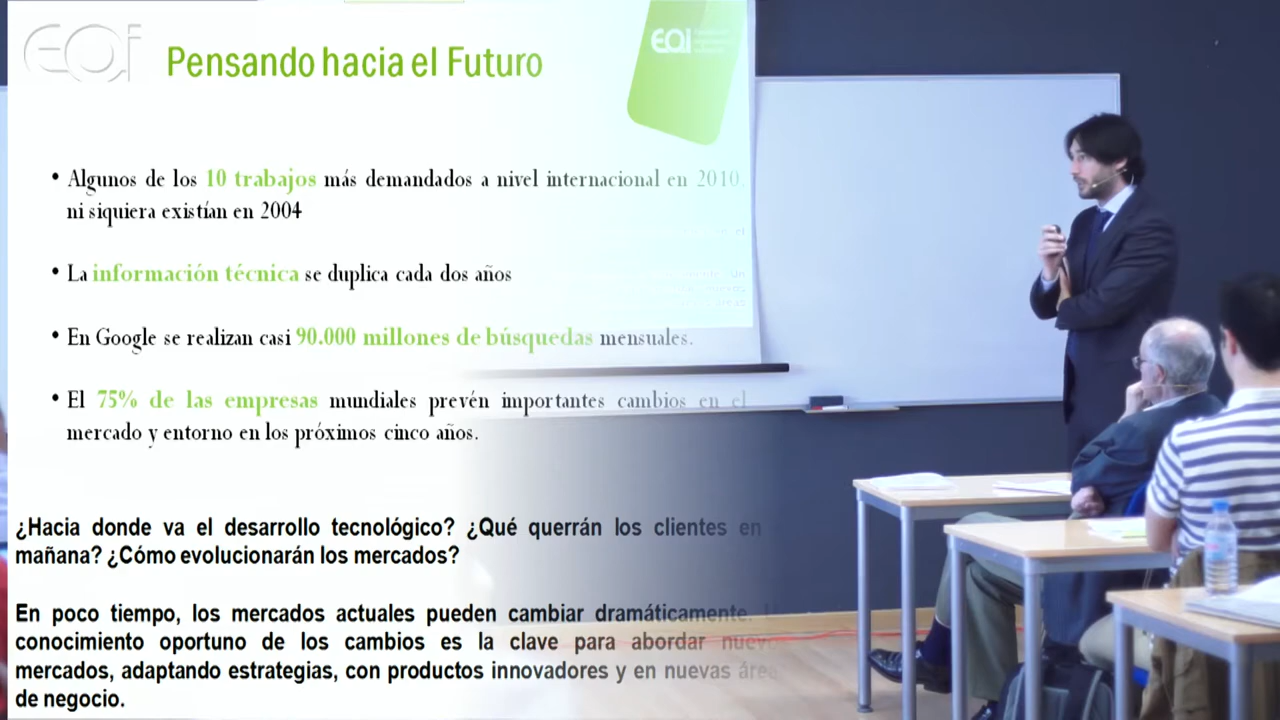 eoi
Pensando hacia el Futuro
eoi
• Algunos de los 10 trabajos más demandados a nivel internacional en 2010,
ni siquiera existían en 2004
• La información técnica se duplica cada dos años
• En Google se realizan casi 90.000 millones de búsquedas mensuales.
• El 75% de las empresas mundiales prevén importantes cambios en el
mercado y entorno en los próximos cinco años.
¿Hacia donde va el desarrollo tecnológico? ¿Qué querrán los clientes en
mañana? ¿Cómo evolucionarán los mercados?
En poco tiempo, los mercados actuales pueden cambiar dramáticamente.
conocimiento oportuno de los cambios es la clave para abordar
mercados, adaptando estrategias, con productos innovadores y en nuevas
de negocio.